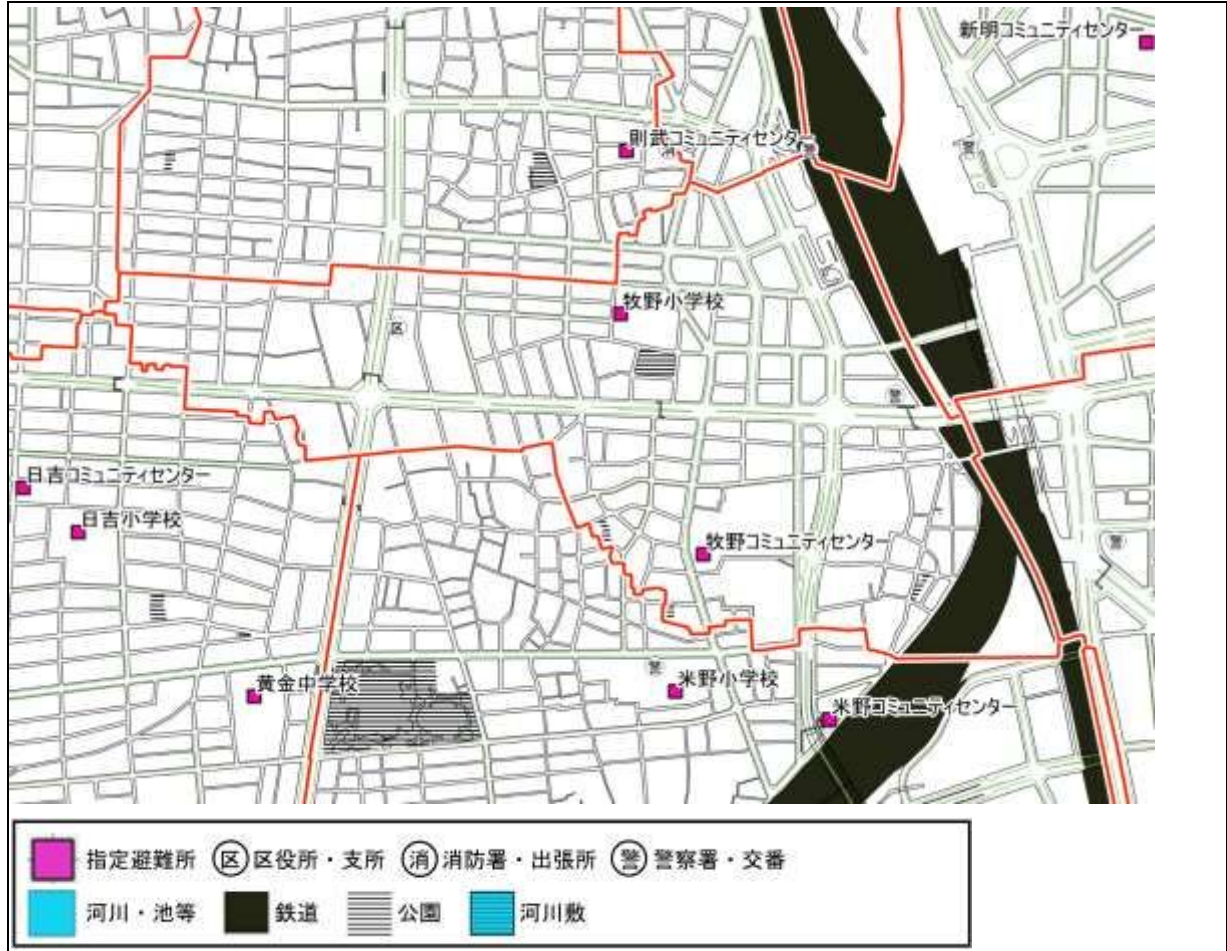 新明コミュニティセンター
則武コミュニティセンター
消
警
警
牧野小学校
区
警
日吉コミュニティセンター
日吉小学校
牧野コミュニティセンター
警
警
黄金中学校
米野小学校
米野コミュニティセンター
指定避難所 区 区役所・支所 消 消防署・出張所 警 警察署・交番
河川・池等 鉄道 公園 河川敷